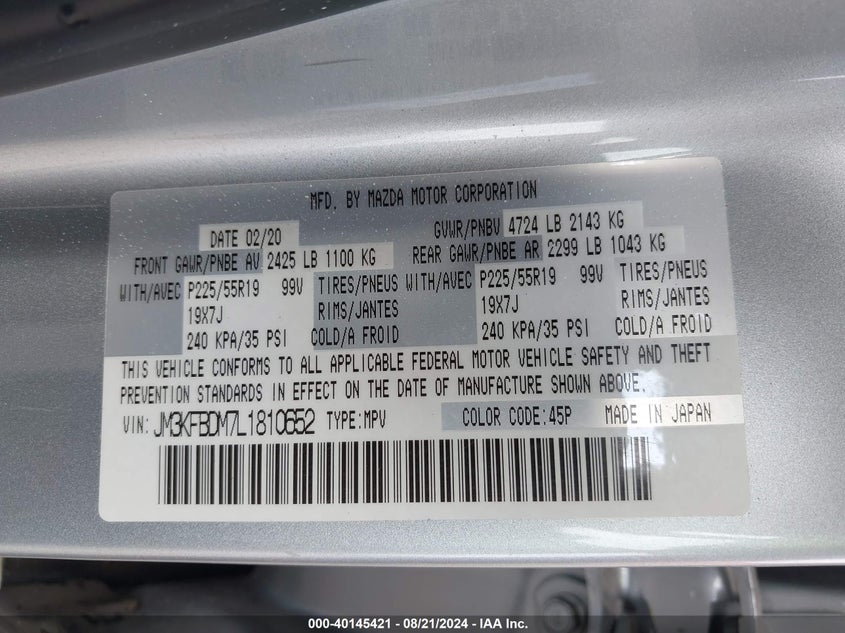 MFD. BY MAZDA MOTOR CORPORATION
DATE 02/20 GVWR/PNBV 4724 LB 2143 KG
FRONT GAWR/PNBE AV 2425 LB 1100 KG REAR GAWR/PNBE AR 2299 LB 1043 KG
WITH/AVEC P225/55R19 99V TIRES/PNEUS WITH/AVEC P225/55R19 99V TIRES/PNEUS
19X7J RIMS/JANTES 19X7J RIMS/JANTES
240 KPA/35 PSI COLD/A FROID 240 KPA/35 PSI COLD/A FROID
THIS VEHICLE CONFORMS TO ALL APPLICABLE FEDERAL MOTOR VEHICLE SAFETY AND THEFT
PREVENTION STANDARDS IN EFFECT ON THE DATE OF MANUFACTURE SHOWN ABOVE.
VIN: JM3KFBDM7L1810652 TYPE:MPV COLOR CODE:45P MADE IN JAPAN
000-40145421 - 08/21/2024 - IAA Inc.